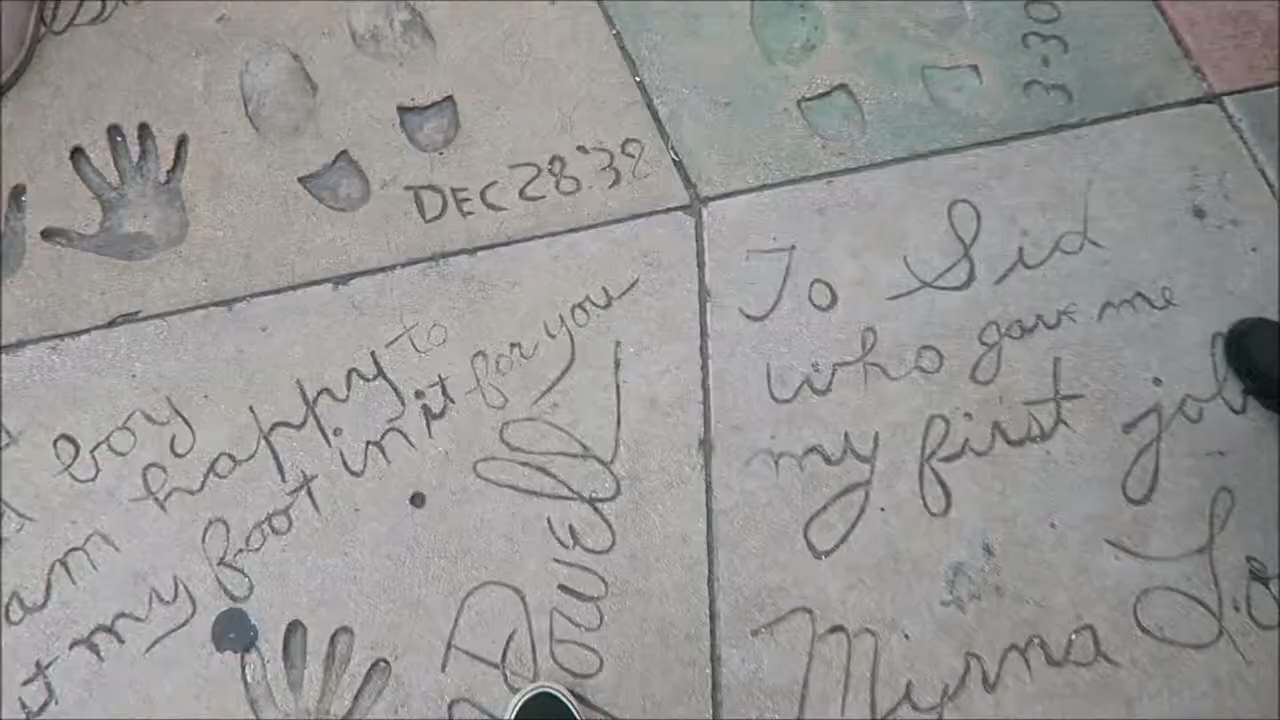 DEC 28 '38
3-30
boy
am happy to
my foot in it for you
Powell
To Sid
who gave me
my first job
Myrna Lo